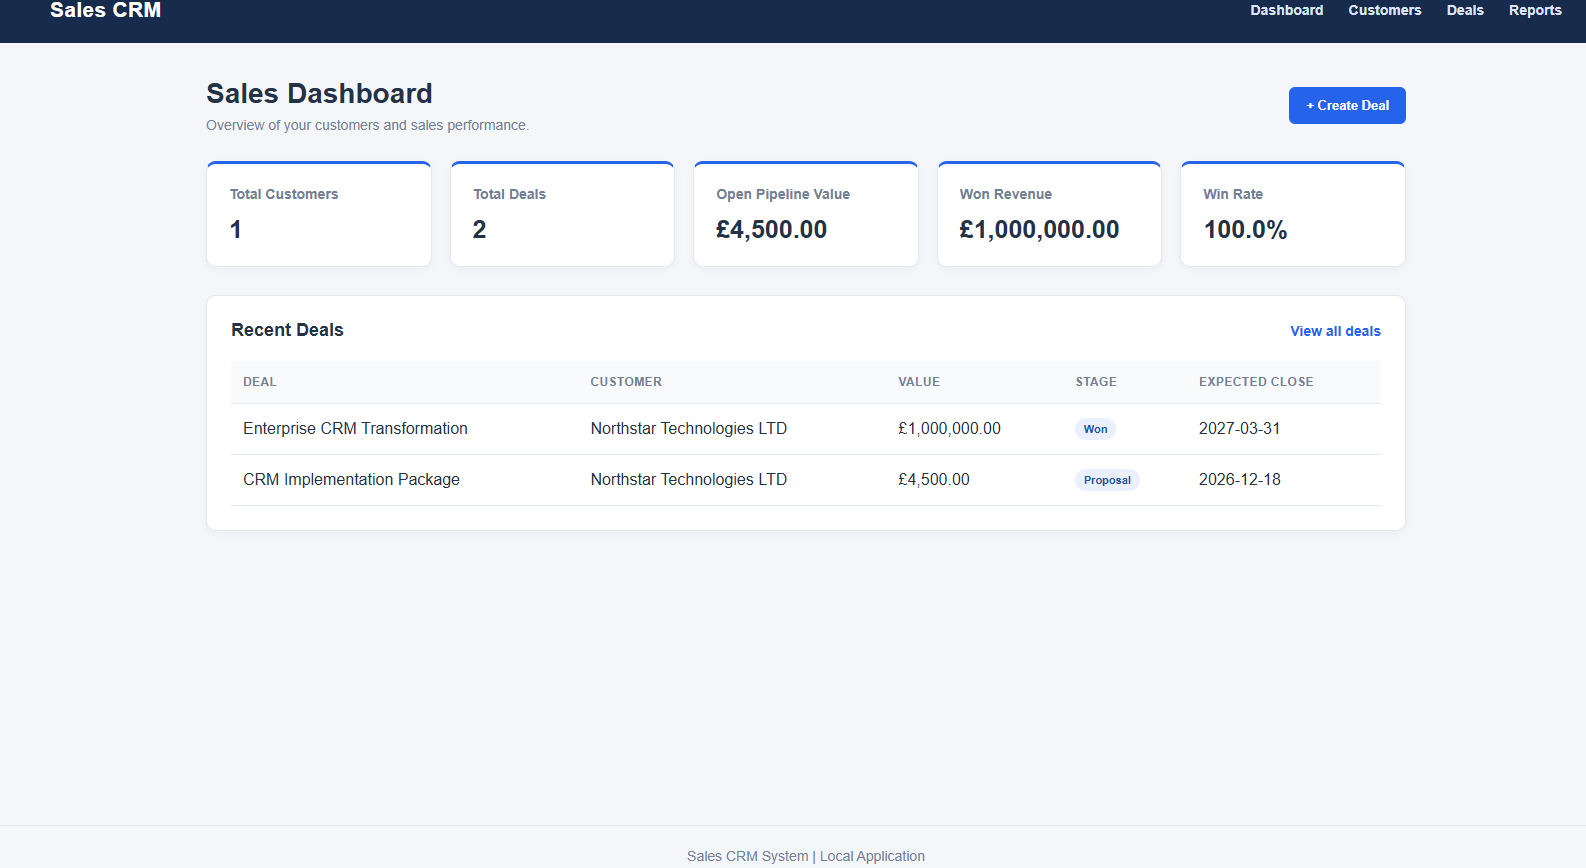 Sales CRM
Dashboard Customers Deals Reports
Sales Dashboard
Overview of your customers and sales performance.
+ Create Deal
Total Customers
1
Total Deals
2
Open Pipeline Value
£4,500.00
Won Revenue
£1,000,000.00
Win Rate
100.0%
Recent Deals
View all deals
DEAL CUSTOMER VALUE STAGE EXPECTED CLOSE
Enterprise CRM Transformation Northstar Technologies LTD £1,000,000.00 Won 2027-03-31
CRM Implementation Package Northstar Technologies LTD £4,500.00 Proposal 2026-12-18
Sales CRM System | Local Application